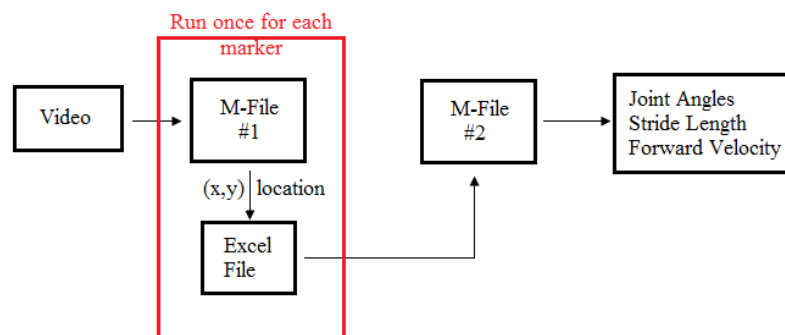 Run once for each
marker
Video
M-File
#1
M-File
#2
Joint Angles
Stride Length
Forward Velocity
(x,y) location
Excel
File